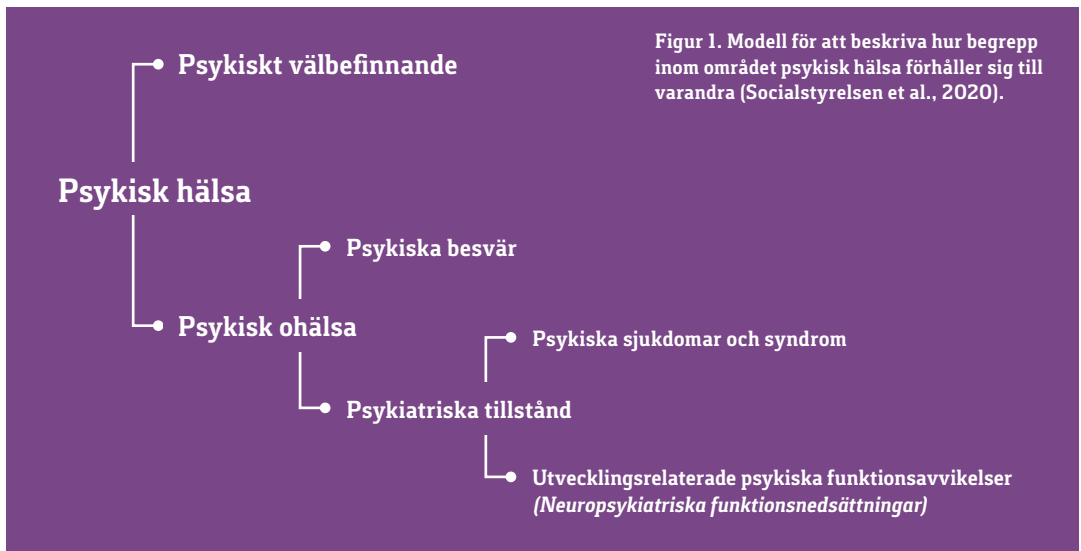 Figur 1. Modell för att beskriva hur begrepp
inom området psykisk hälsa förhåller sig till
varandra (Socialstyrelsen et al., 2020).
Psykiskt välbefinnande
Psykisk hälsa
Psykiska besvär
Psykisk ohälsa
Psykiska sjukdomar och syndrom
Psykiatriska tillstånd
Utvecklingsrelaterade psykiska funktionsavvikelser
(Neuropsykiatriska funktionsnedsättningar)